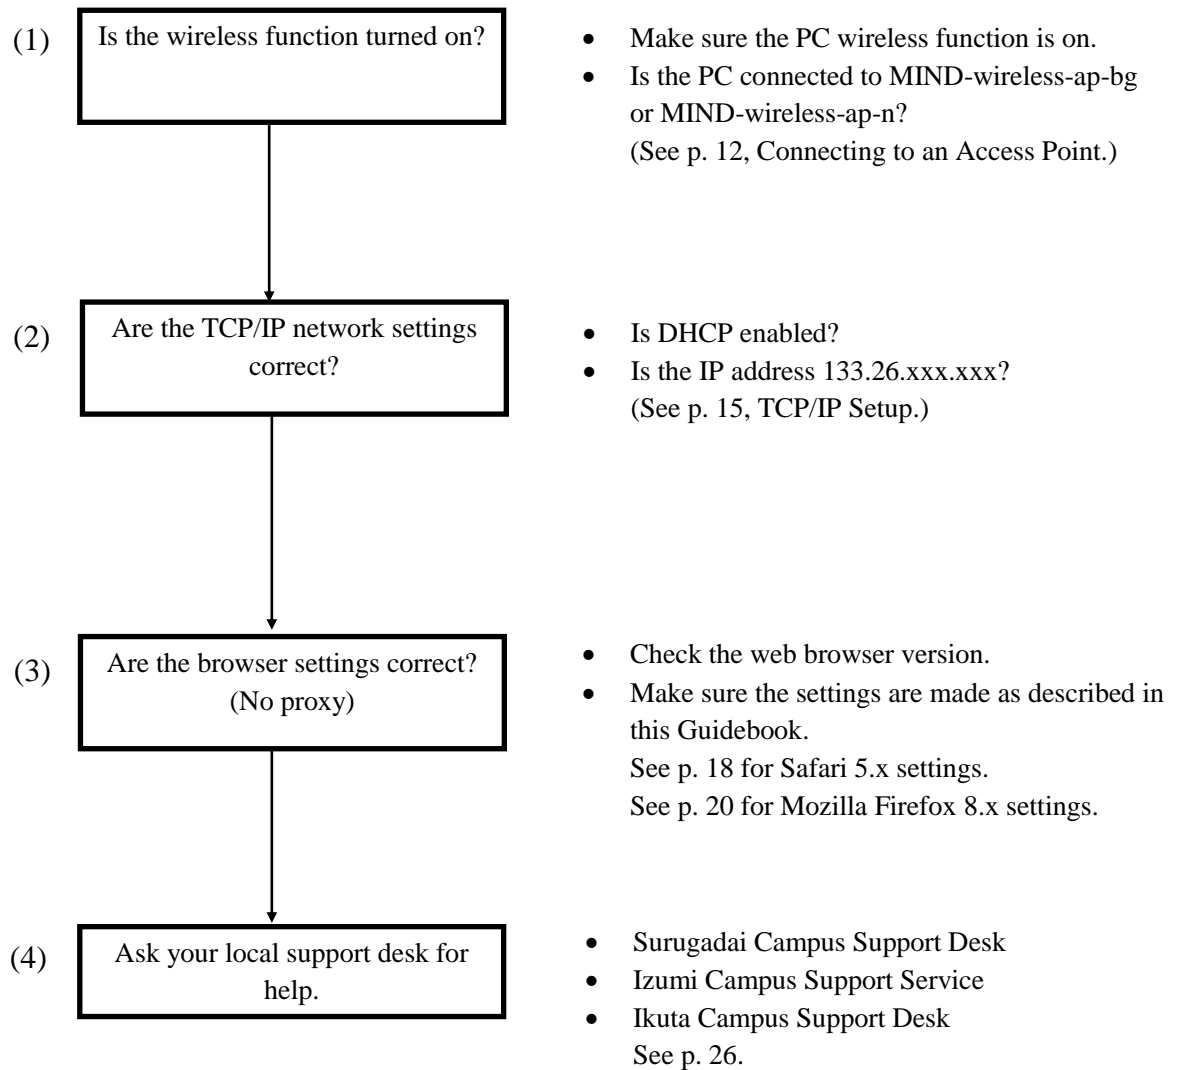 (1)
Is the wireless function turned on?
• Make sure the PC wireless function is on.
• Is the PC connected to MIND-wireless-ap-bg
or MIND-wireless-ap-n?
(See p. 12, Connecting to an Access Point.)
(2)
Are the TCP/IP network settings
correct?
• Is DHCP enabled?
• Is the IP address 133.26.xxx.xxx?
(See p. 15, TCP/IP Setup.)
(3)
Are the browser settings correct?
(No proxy)
• Check the web browser version.
• Make sure the settings are made as described in
this Guidebook.
See p. 18 for Safari 5.x settings.
See p. 20 for Mozilla Firefox 8.x settings.
(4)
Ask your local support desk for
help.
• Surugadai Campus Support Desk
• Izumi Campus Support Service
• Ikuta Campus Support Desk
See p. 26.